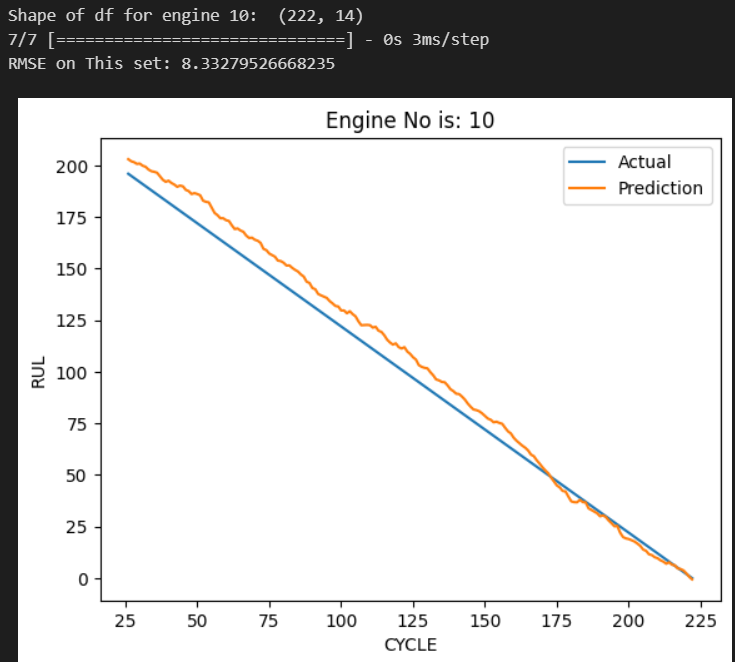 Shape of df for engine 10:  (222, 14)
7/7 [==============================] - 0s 3ms/step
RMSE on This set: 8.33279526668235
Engine No is: 10
Actual
Prediction
200
175
150
125
100
75
50
25
0
RUL
25 50 75 100 125 150 175 200 225
CYCLE